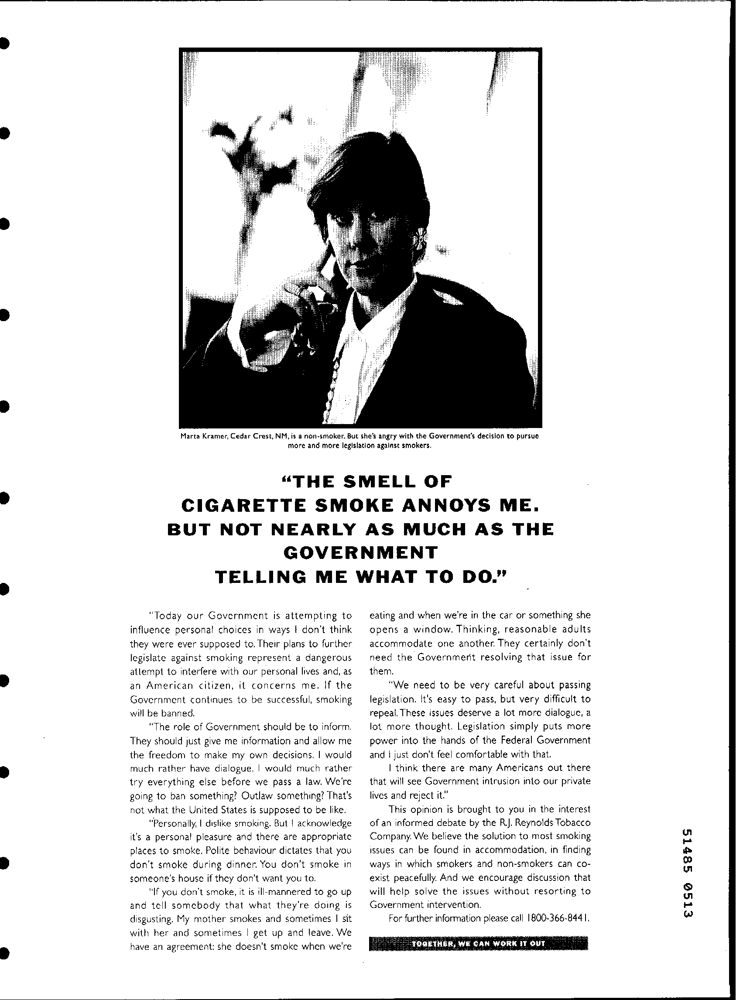 Marta Kramer, Cedar Crest, NM, is a non-smoker. But she's angry with the Government's decision to pursue
more and more legislation against smokers.
“THE SMELL OF
CIGARETTE SMOKE ANNOYS ME.
BUT NOT NEARLY AS MUCH AS THE
GOVERNMENT
TELLING ME WHAT TO DO.”
"Today our Government is attempting to
influence personal choices in ways I don't think
they were ever supposed to. Their plans to further
legislate against smoking represent a dangerous
attempt to interfere with our personal lives and, as
an American citizen, it concerns me. If the
Government continues to be successful, smoking
will be banned.
"The role of Government should be to inform.
They should just give me information and allow me
the freedom to make my own decisions. I would
much rather have dialogue. I would much rather
try everything else before we pass a law. We're
going to ban something? Outlaw something? That's
not what the United States is supposed to be like.
"Personally, I dislike smoking. But I acknowledge
it's a personal pleasure and there are appropriate
places to smoke. Polite behaviour dictates that you
don't smoke during dinner. You don't smoke in
someone's house if they don't want you to.
"If you don't smoke, it is ill-mannered to go up
and tell somebody that what they're doing is
disgusting. My mother smokes and sometimes I sit
with her and sometimes I get up and leave. We
have an agreement: she doesn't smoke when we're
eating and when we're in the car or something she
opens a window. Thinking, reasonable adults
accommodate one another. They certainly don't
need the Government resolving that issue for
them.
"We need to be very careful about passing
legislation. It's easy to pass, but very difficult to
repeal. These issues deserve a lot more dialogue, a
lot more thought. Legislation simply puts more
power into the hands of the Federal Government
and I just don't feel comfortable with that.
I think there are many Americans out there
that will see Government intrusion into our private
lives and reject it."
This opinion is brought to you in the interest
of an informed debate by the R.J. Reynolds Tobacco
Company. We believe the solution to most smoking
issues can be found in accommodation, in finding
ways in which smokers and non-smokers can co-
exist peacefully. And we encourage discussion that
will help solve the issues without resorting to
Government intervention.
For further information please call 1800-366-8441.
TOGETHER, WE CAN WORK IT OUT
51485 0513